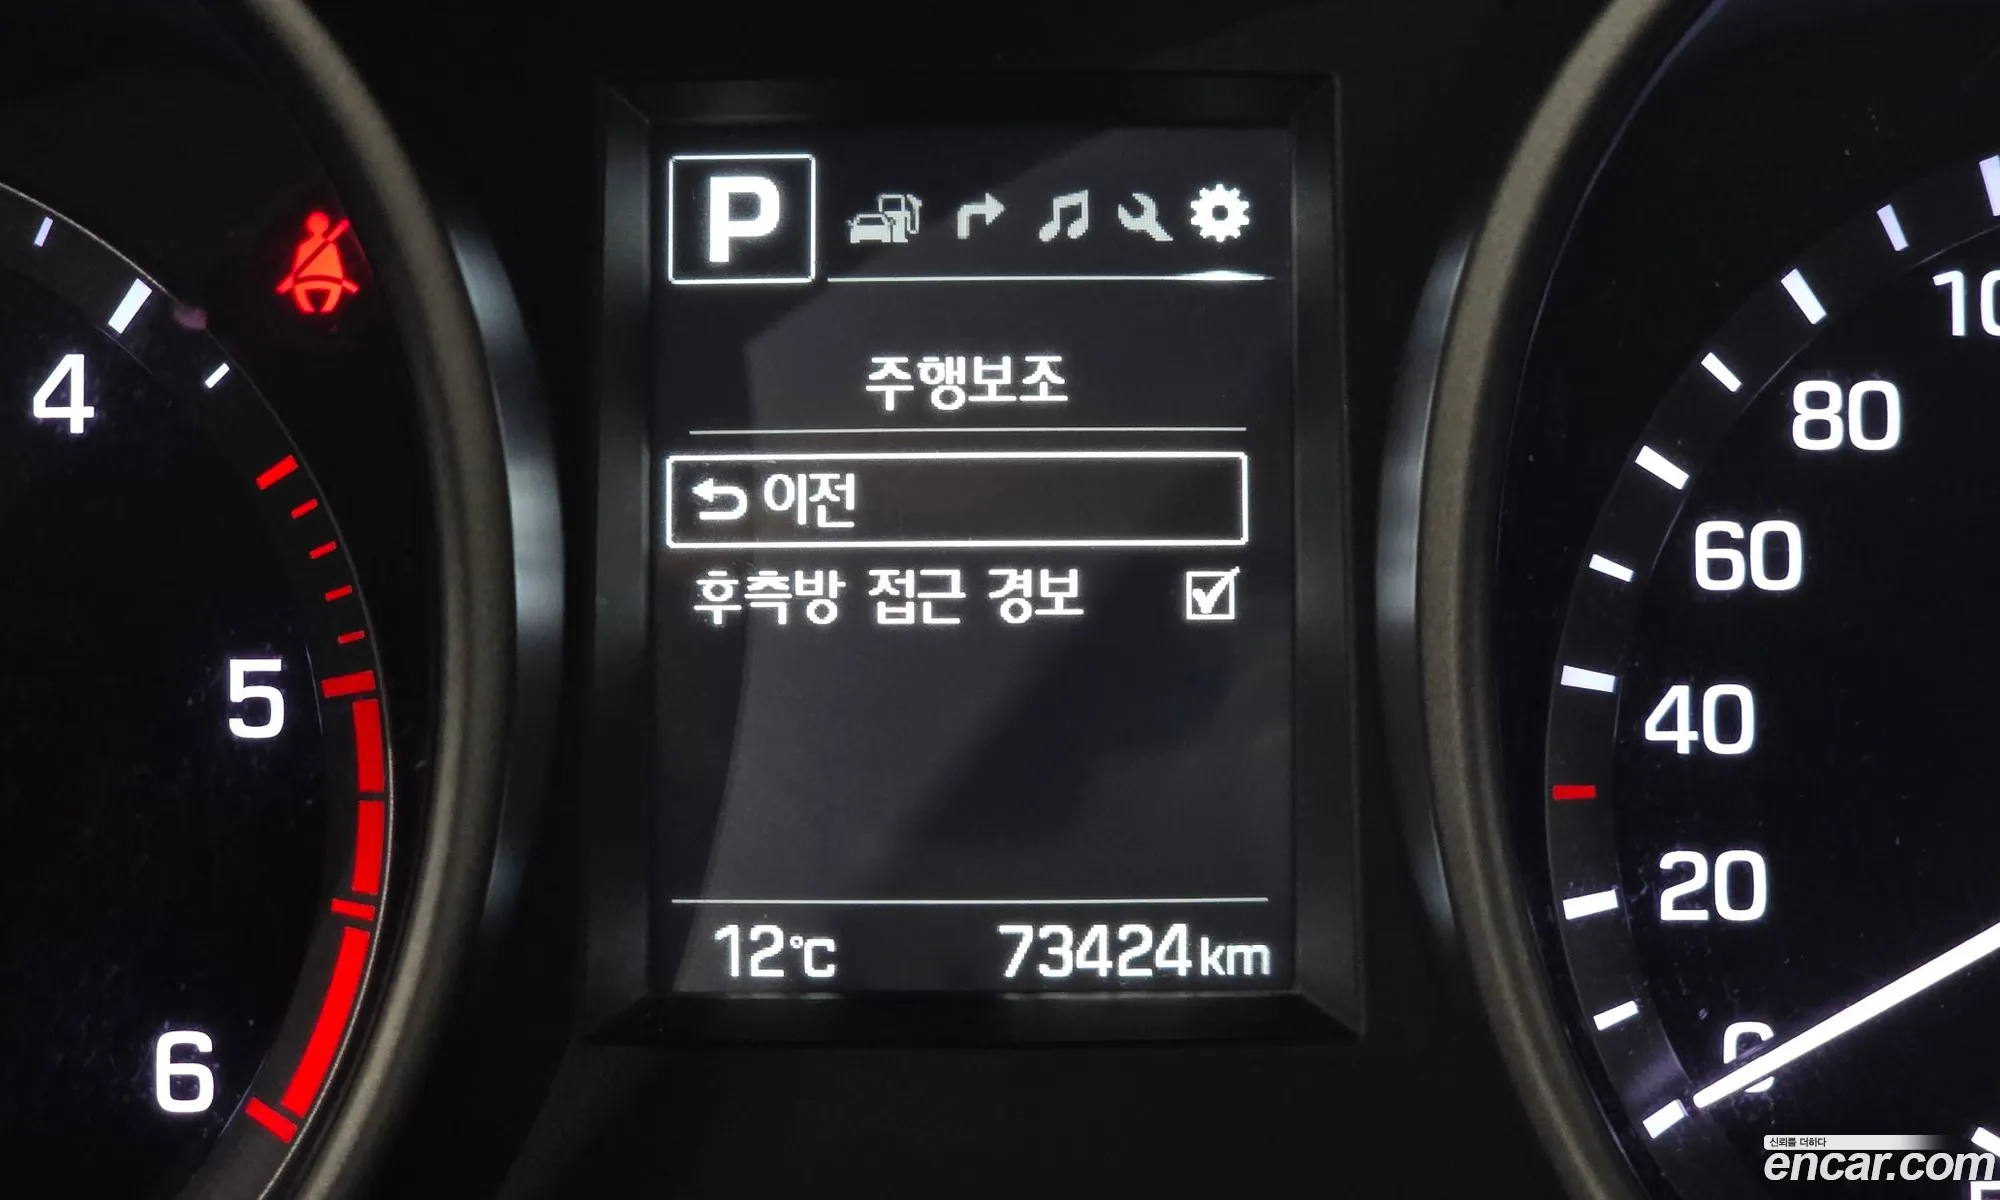 P
주행보조
이전
후측방 접근 경보
12℃ 73424km
4
5
6
80
60
40
20
0
신뢰를 더하다
encar.com